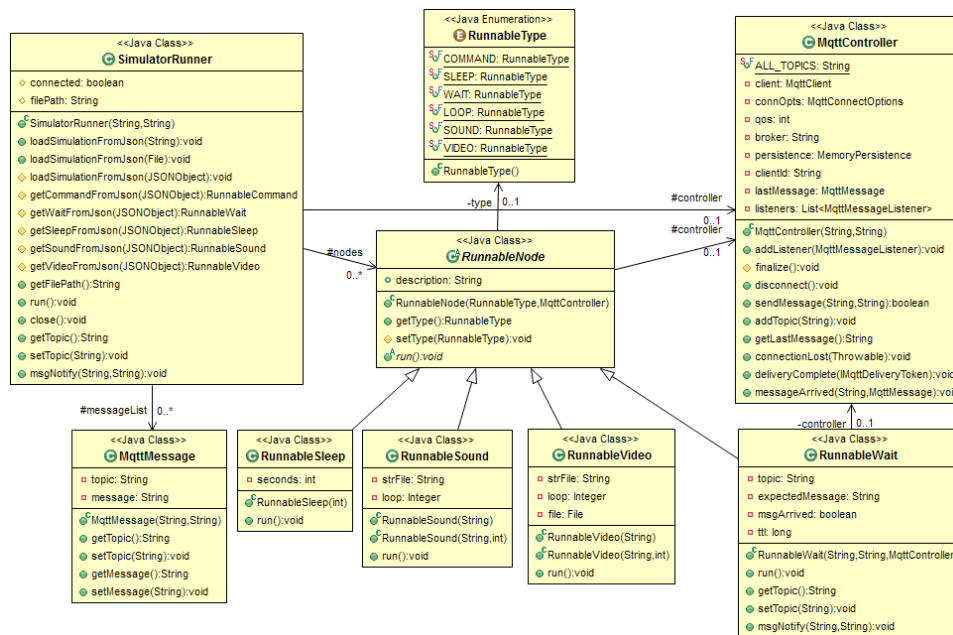 <<Java Class>>
SimulatorRunner
connected: boolean
filePath: String
SimulatorRunner(String,String)
loadSimulationFromJson(String):void
loadSimulationFromJson(File):void
loadSimulationFromJson(JSONObject):void
getCommandFromJson(JSONObject):RunnableCommand
getWaitFromJson(JSONObject):RunnableWait
getSleepFromJson(JSONObject):RunnableSleep
getSoundFromJson(JSONObject):RunnableSound
getVideoFromJson(JSONObject):RunnableVideo
getFilePath():String
run():void
close():void
getTopic():String
setTopic(String):void
msgNotify(String,String):void
<<Java Enumeration>>
E RunnableType
COMMAND: RunnableType
SLEEP: RunnableType
WAIT: RunnableType
LOOP: RunnableType
SOUND: RunnableType
VIDEO: RunnableType
RunnableType()
<<Java Class>>
MqttController
ALL_TOPICS: String
client: MqttClient
connOpts: MqttConnectOptions
qos: int
broker: String
persistence: MemoryPersistence
clientId: String
lastMessage: MqttMessage
listeners: List<MqttMessageListener>
MqttController(String,String)
addListener(MqttMessageListener):void
finalize():void
disconnect():void
sendMessage(String,String):boolean
addTopic(String):void
getLastMessage():String
connectionLost(Throwable):void
deliveryComplete(IMqttDeliveryToken):void
messageArrived(String,MqttMessage):void
-type
0..1
#controller
0..1
#controller
0..1
#nodes
0..*
<<Java Class>>
RunnableNode
description: String
RunnableNode(RunnableType,MqttController)
getType():RunnableType
setType(RunnableType):void
run():void
#messageList
0..*
-controller
0..1
<<Java Class>>
MqttMessage
topic: String
message: String
MqttMessage(String,String)
getTopic():String
setTopic(String):void
getMessage():String
setMessage(String):void
<<Java Class>>
RunnableSleep
seconds: int
RunnableSleep(int)
run():void
<<Java Class>>
RunnableSound
strFile: String
loop: Integer
RunnableSound(String)
RunnableSound(String,int)
run():void
<<Java Class>>
RunnableVideo
strFile: String
loop: Integer
file: File
RunnableVideo(String)
RunnableVideo(String,int)
run():void
<<Java Class>>
RunnableWait
topic: String
expectedMessage: String
msgArrived: boolean
ttl: long
RunnableWait(String,String,MqttController
run():void
getTopic():String
setTopic(String):void
msgNotify(String,String):void